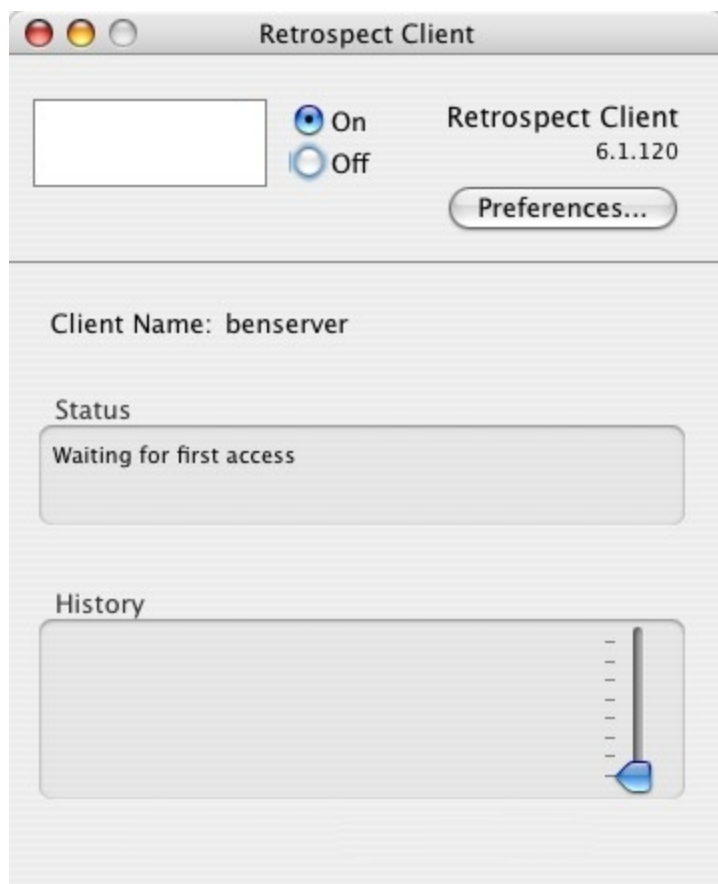 Retrospect Client
On
Off
Retrospect Client
6.1.120
Preferences...
Client Name: benserver
Status
Waiting for first access
History